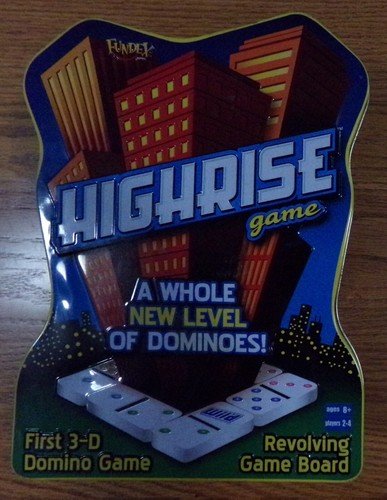 FUNDEX
HIGHRISE
game
A WHOLE
NEW LEVEL
OF DOMINOES!
First 3-D
Domino Game
Revolving
Game Board
ages 8+
players 2-4